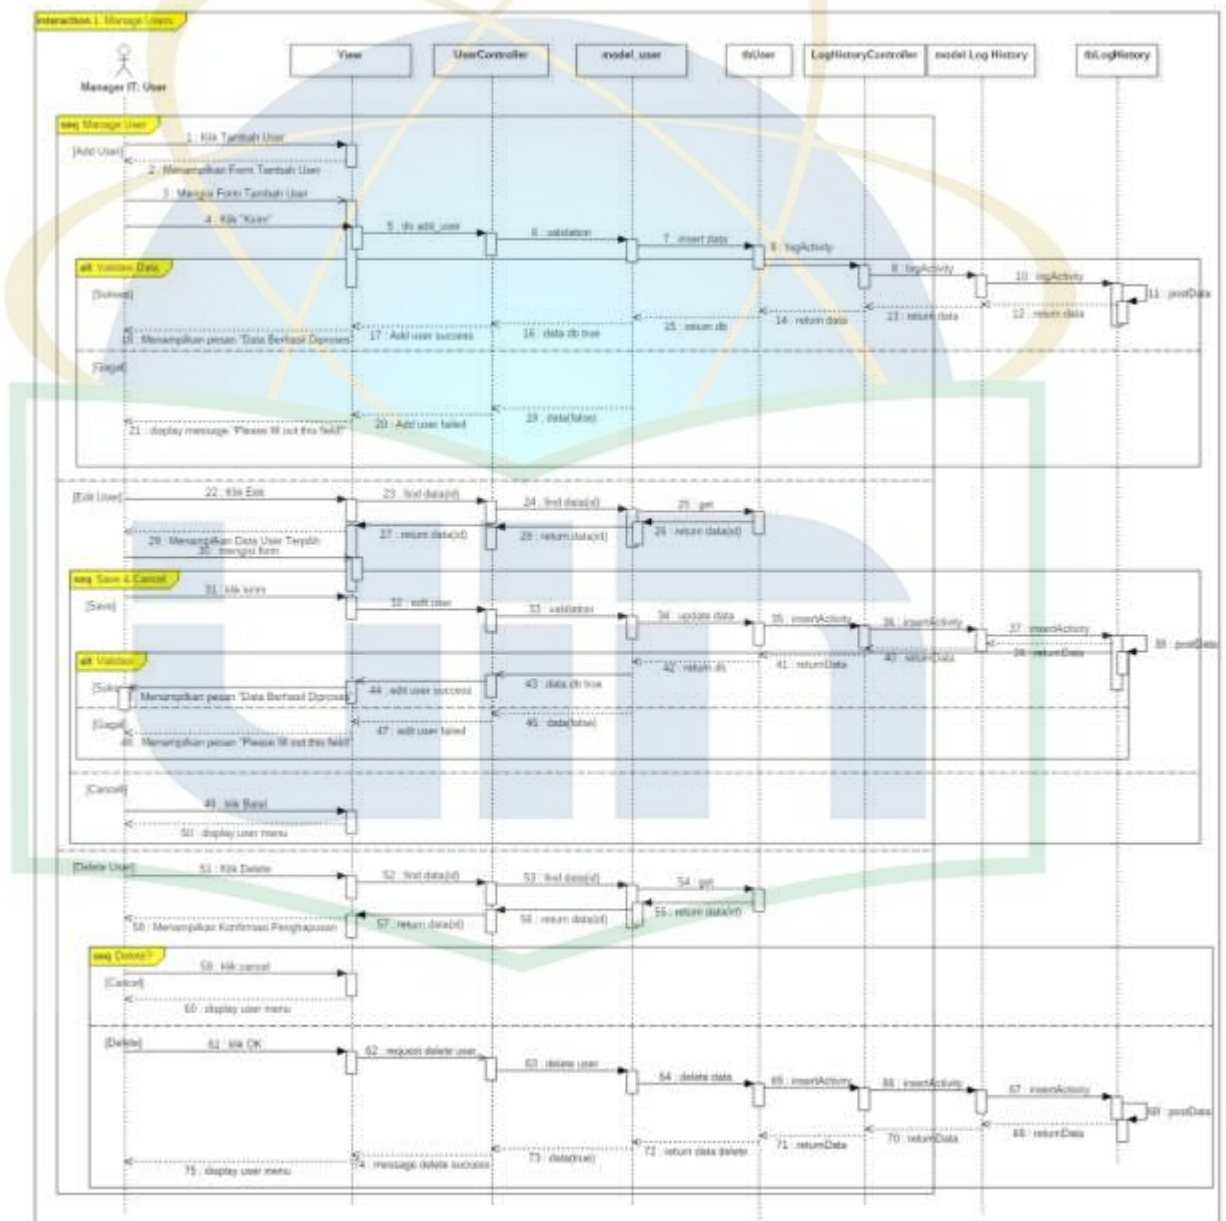 interaction 1. Manage Users
View
UserController
model_user
tbUser
LogHistoryController
model Log History
tbLogHistory
Manager IT: User
seq Manage User
[Add User]
1 : Klik Tambah User
2 : Menampilkan Form Tambah User
3 : Mengisi Form Tambah User
4 : Klik "Kirim"
5 : do add_user
6 : validation
7 : insert data
8 : logActivity
9 : logActivity
10 : logActivity
11 : postData
alt Validasi Data
[Sukses]
12 : return data
13 : return data
14 : return data
15 : return db
16 : data db true
17 : Add user success
18 : Menampilkan pesan "Data Berhasil Diproses"
[Gagal]
19 : data(false)
20 : Add user failed
21 : display message "Please fill out this field!"
[Edit User]
22 : Klik Edit
23 : find data(id)
24 : find data(id)
25 : get
26 : return data(id)
28 : return data(id)
27 : return data(id)
29 : Menampilkan Data User Terpilih
30 : mengisi form
seq Save & Cancel
[Save]
31 : klik kirim
32 : edit user
33 : validation
34 : update data
35 : insertActivity
36 : insertActivity
37 : insertActivity
38 : postData
39 : returnData
40 : returnData
41 : returnData
42 : return db
alt Validasi
43 : data db true
44 : edit user success
Menampilkan pesan "Data Berhasil Diproses"
[Gagal]
46 : data(false)
47 : edit user failed
48 : Menampilkan pesan "Please fill out this field!"
[Cancel]
49 : klik Batal
50 : display user menu
[Delete User]
51 : Klik Delete
52 : find data(id)
53 : find data(id)
54 : get
55 : return data(id)
56 : return data(id)
57 : return data(id)
58 : Menampilkan Konfirmasi Penghapusan
seq Delete?
[Cancel]
59 : klik cancel
60 : display user menu
[Delete]
61 : klik OK
62 : request delete user
63 : delete user
64 : delete data
65 : insertActivity
66 : insertActivity
67 : insertActivity
68 : postData
69 : returnData
70 : returnData
71 : returnData
72 : return data delete
73 : data(true)
74 : message delete success
75 : display user menu
uin